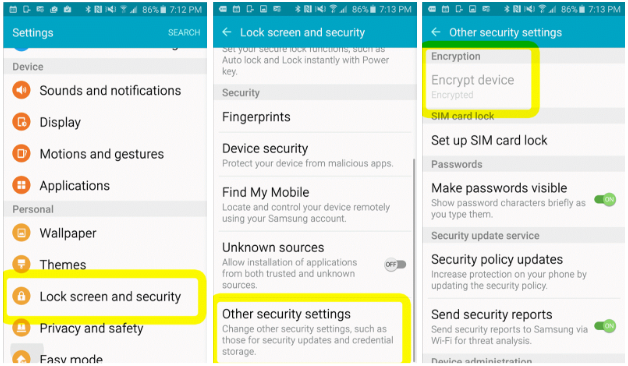 86% 7:12 PM
Settings
SEARCH
Device
Sounds and notifications
Display
Motions and gestures
Applications
Personal
Wallpaper
Themes
Lock screen and security
Privacy and safety
Easy mode
86% 7:13 PM
Lock screen and security
Set your secure lock functions, such as
Auto lock and Lock instantly with Power
key.
Security
Fingerprints
Device security
Protect your device from malicious apps.
Find My Mobile
Locate and control your device remotely
using your Samsung account.
Unknown sources
Allow installation of applications
from both trusted and unknown
sources.
OFF
Other security settings
Change other security settings, such as
those for security updates and credential
storage.
86% 7:13 PM
Other security settings
Encryption
Encrypt device
Encrypted
SIM card lock
Set up SIM card lock
Passwords
Make passwords visible
Show password characters briefly as
you type them.
ON
Security update service
Security policy updates
Increase protection on your phone by
updating the security policy.
Send security reports
Send security reports to Samsung via
Wi-Fi for threat analysis.
ON
Device administration